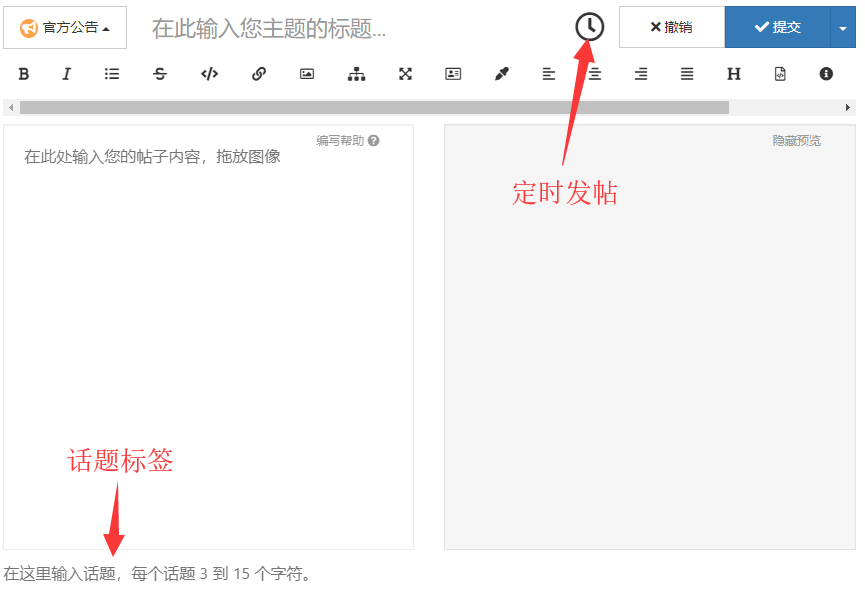 官方公告
在此输入您主题的标题...
撤销
提交
编写帮助
隐藏预览
在此处输入您的帖子内容，拖放图像
定时发帖
话题标签
在这里输入话题，每个话题 3 到 15 个字符。